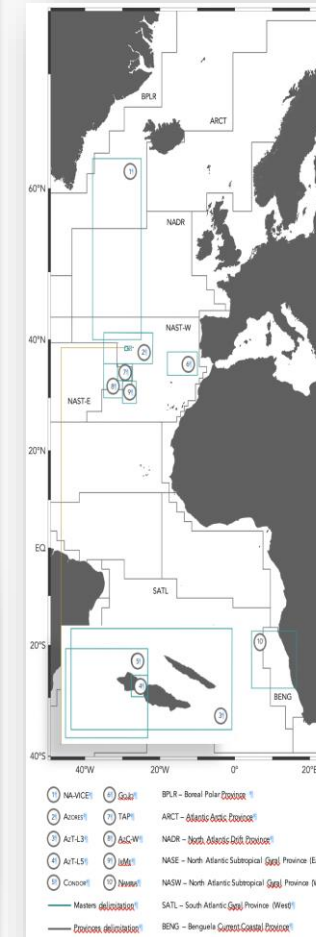 BPLR
ARCT
60°N
NADR
NAST-W
40°N
NAST-E
20°N
EQ
SATL
20°S
BENG
40°S
40°W 20°W 0° 20°E
NA-VICE BPLR – Boreal Polar Province
Azores ARCT – Atlantic Arctic Province
AzT-L3 TAP NADR – North Atlantic Drift Province
AzT-L5 AzC-W NASE – North Atlantic Subtropical Gyral Province (E
Condor NASW – North Atlantic Subtropical Gyral Province (W
Masters delimitation SATL – South Atlantic Gyral Province (West)
Provinces delimitation BENG – Benguela Current Coastal Province